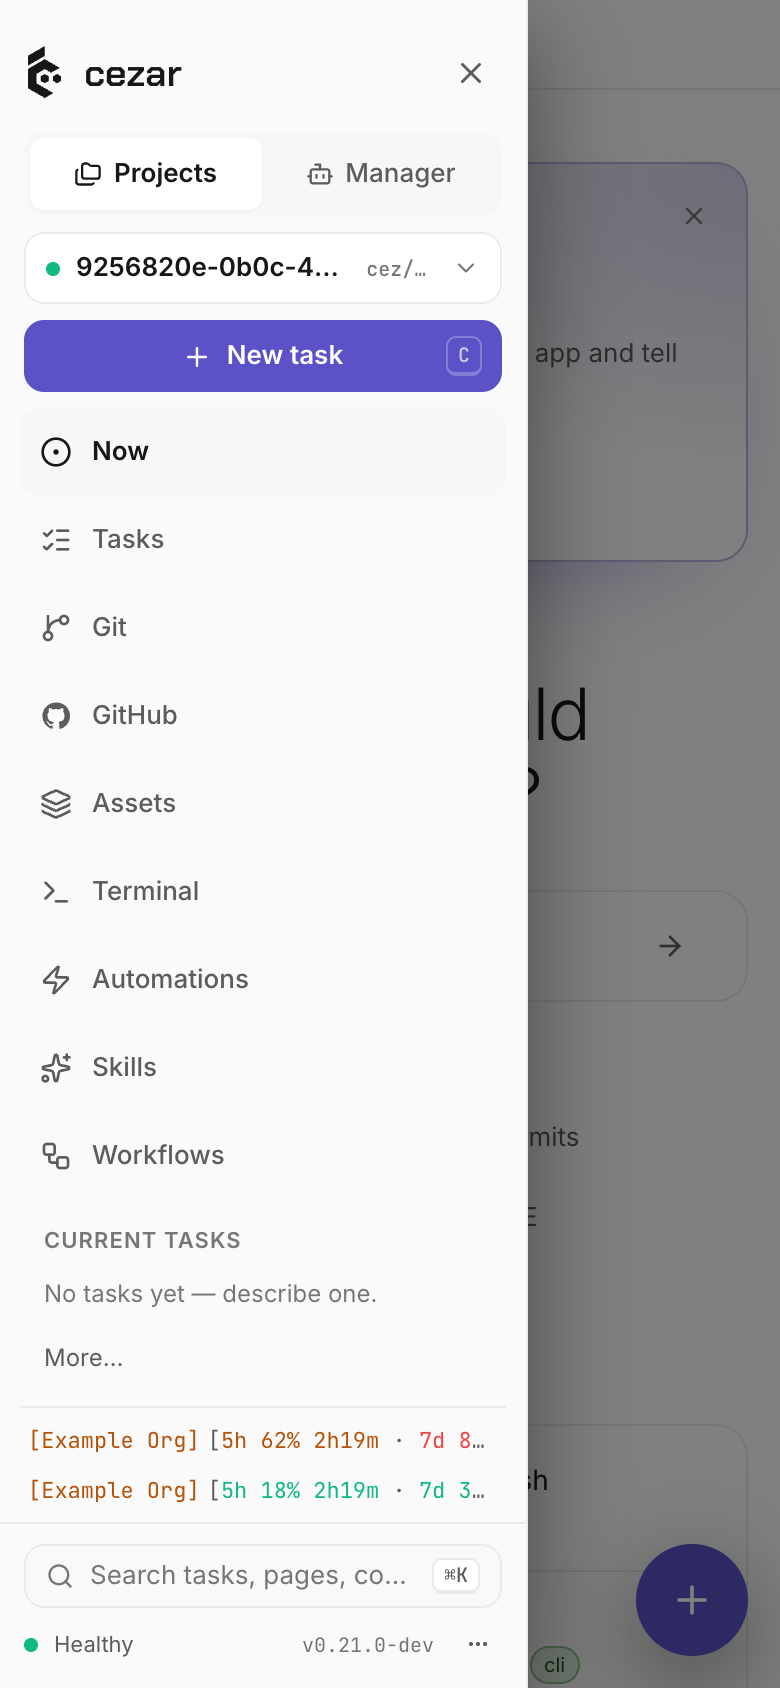 cezar
Projects
Manager
9256820e-0b0c-4... cez/…
New task C
Now
Tasks
Git
GitHub
Assets
Terminal
Automations
Skills
Workflows
CURRENT TASKS
No tasks yet — describe one.
More...
[Example Org] [5h 62% 2h19m · 7d 8…
[Example Org] [5h 18% 2h19m · 7d 3…
Search tasks, pages, co... ⌘K
Healthy v0.21.0-dev
app and tell
ld
?
mits
E
sh
cli